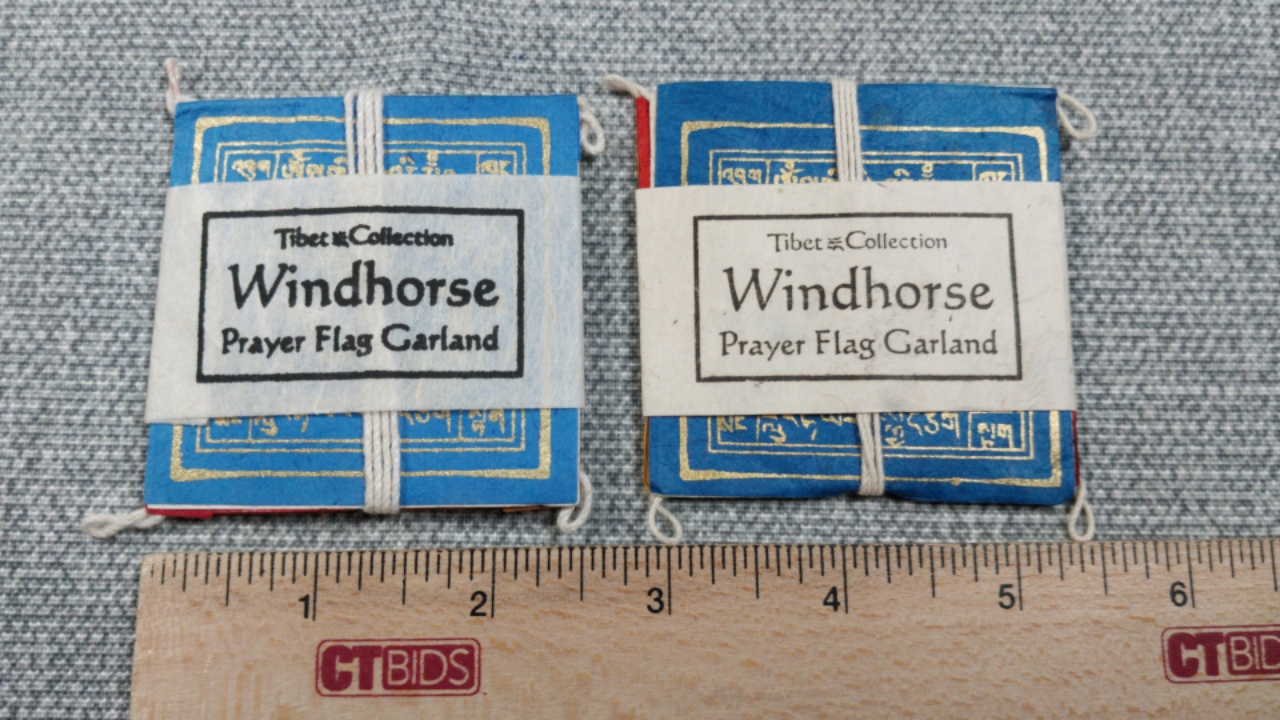 Tibet Collection
Windhorse
Prayer Flag Garland
Tibet Collection
Windhorse
Prayer Flag Garland
1 2 3 4 5 6
CTBIDS
CTBID